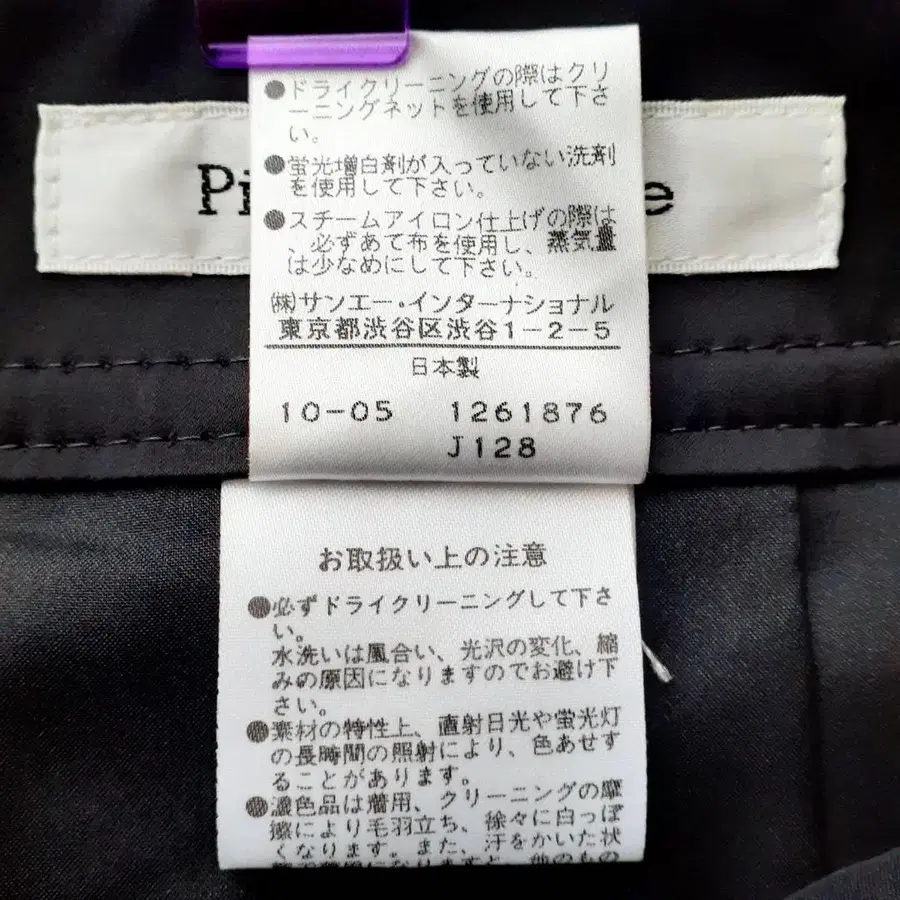 Pi
e
●ドライクリーニングの際はクリ
ーニングネットを使用して下さ
い。
●蛍光増白剤が入っていない洗剤
を使用して下さい。
●スチームアイロン仕上げの際は
、必ずあて布を使用し、蒸気量
は少なめにして下さい。
㈱サンエー・インターナショナル
東京都渋谷区渋谷1-2-5
日本製
10-05 1261876
J128
お取扱い上の注意
●必ずドライクリーニングして下さ
い。
水洗いは風合い、光沢の変化、縮
みの原因になりますのでお避け下
さい。
●素材の特性上、直射日光や蛍光灯
の長時間の照射により、色あせす
ることがあります。
●濃色品は着用、クリーニングの摩
擦により毛羽立ち、徐々に白っぽ
くなります。また、汗をかいた状